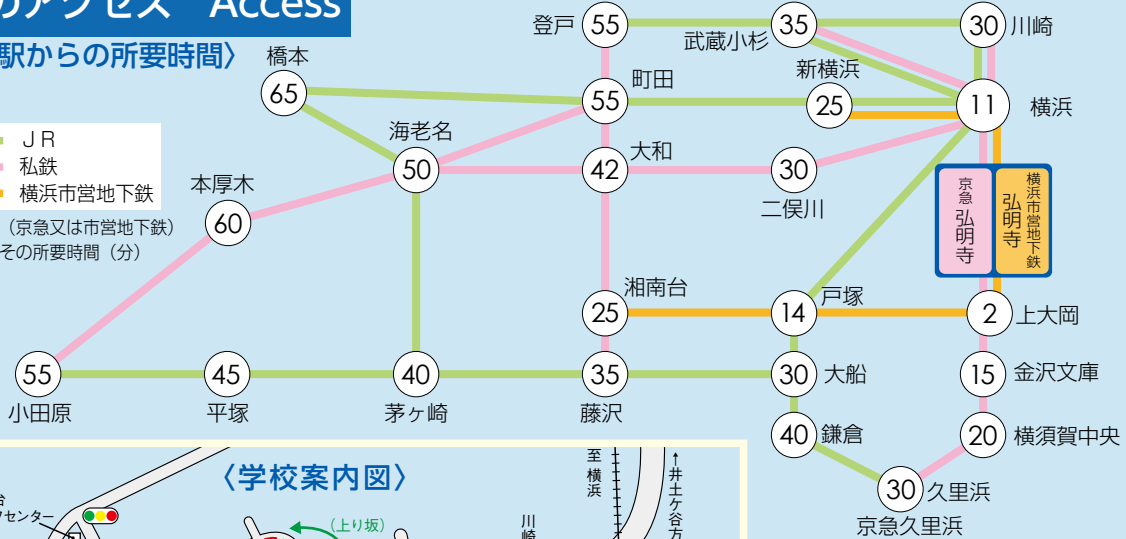 のアクセス Access
駅からの所要時間〉
JR
私鉄
横浜市営地下鉄
（京急又は市営地下鉄）
その所要時間（分）
登戸 55
35 武蔵小杉
30 川崎
橋本
65
町田
55
新横浜
25
11 横浜
海老名
50
大和
42
30
二俣川
本厚木
60
京急 弘明寺
横浜市営地下鉄 弘明寺
湘南台
25
戸塚
14
2 上大岡
55
小田原
45
平塚
40
茅ヶ崎
35
藤沢
30 大船
15 金沢文庫
40 鎌倉
20 横須賀中央
30 久里浜
京急久里浜
〈学校案内図〉
(上り坂)
至 横浜
←井土ケ谷方
川崎
台
センター